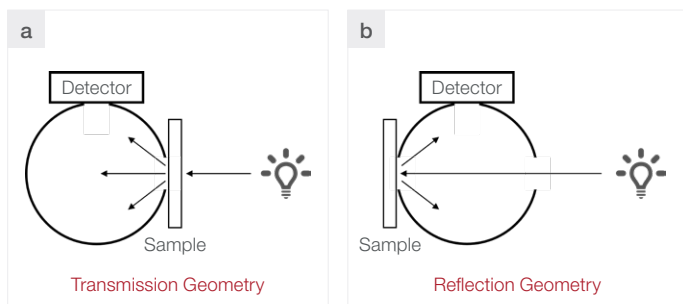 a
Detector
Sample
Transmission Geometry
b
Detector
Sample
Reflection Geometry